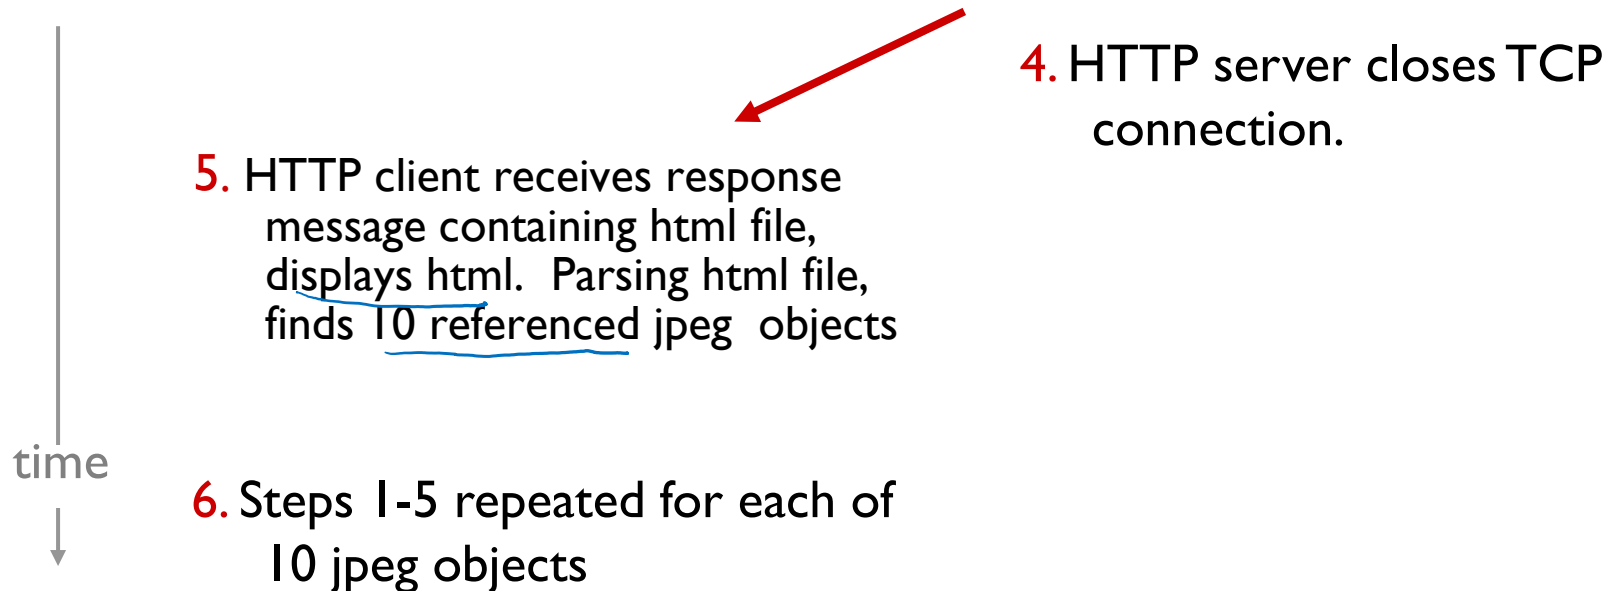 4. HTTP server closes TCP
connection.
5. HTTP client receives response
message containing html file,
displays html. Parsing html file,
finds 10 referenced jpeg objects
time
6. Steps 1-5 repeated for each of
10 jpeg objects